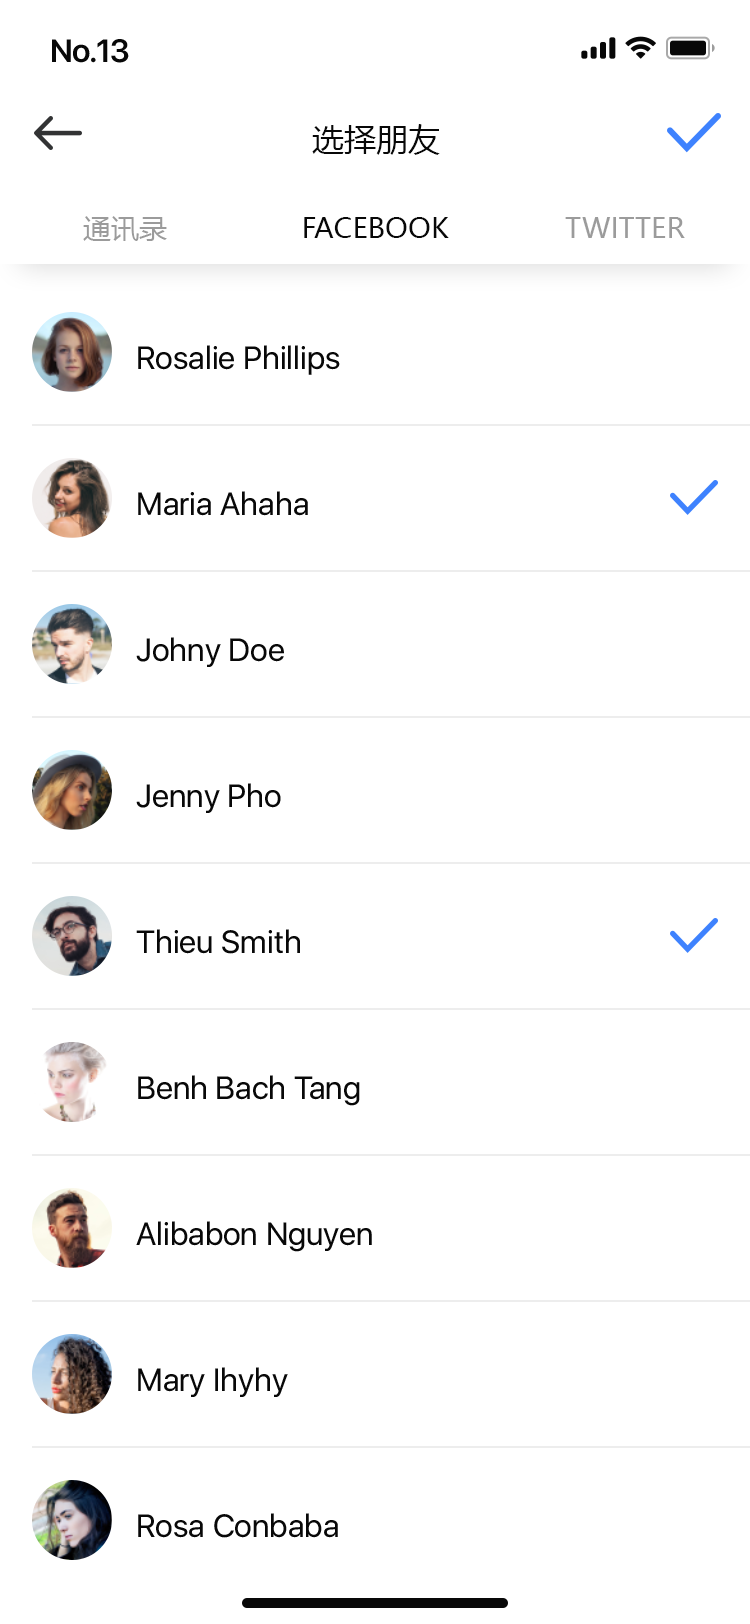 No.13
选择朋友
通讯录 FACEBOOK TWITTER
Rosalie Phillips
Maria Ahaha
Johny Doe
Jenny Pho
Thieu Smith
Benh Bach Tang
Alibabon Nguyen
Mary Ihyhy
Rosa Conbaba